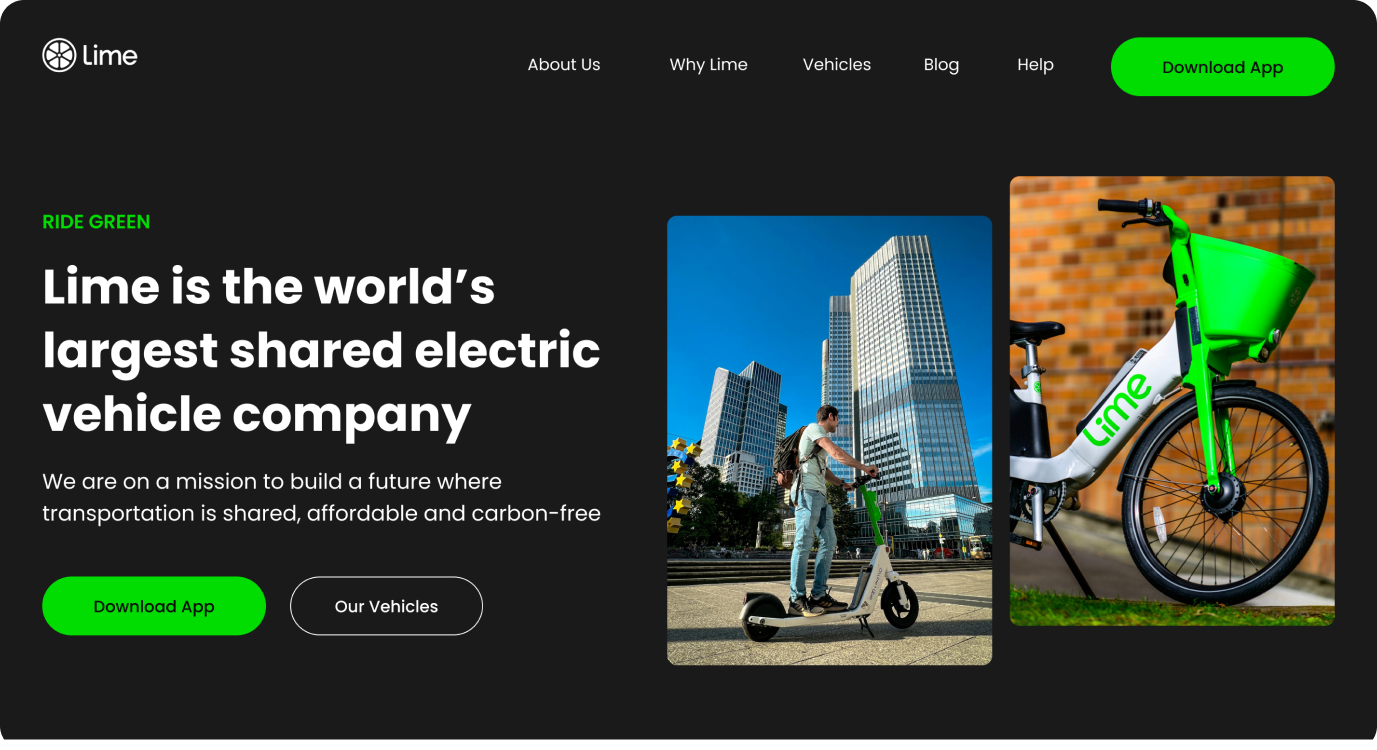 Lime
About Us
Why Lime
Vehicles
Blog
Help
Download App
RIDE GREEN
Lime is the world’s
largest shared electric
vehicle company
We are on a mission to build a future where
transportation is shared, affordable and carbon-free
Download App
Our Vehicles
Lime